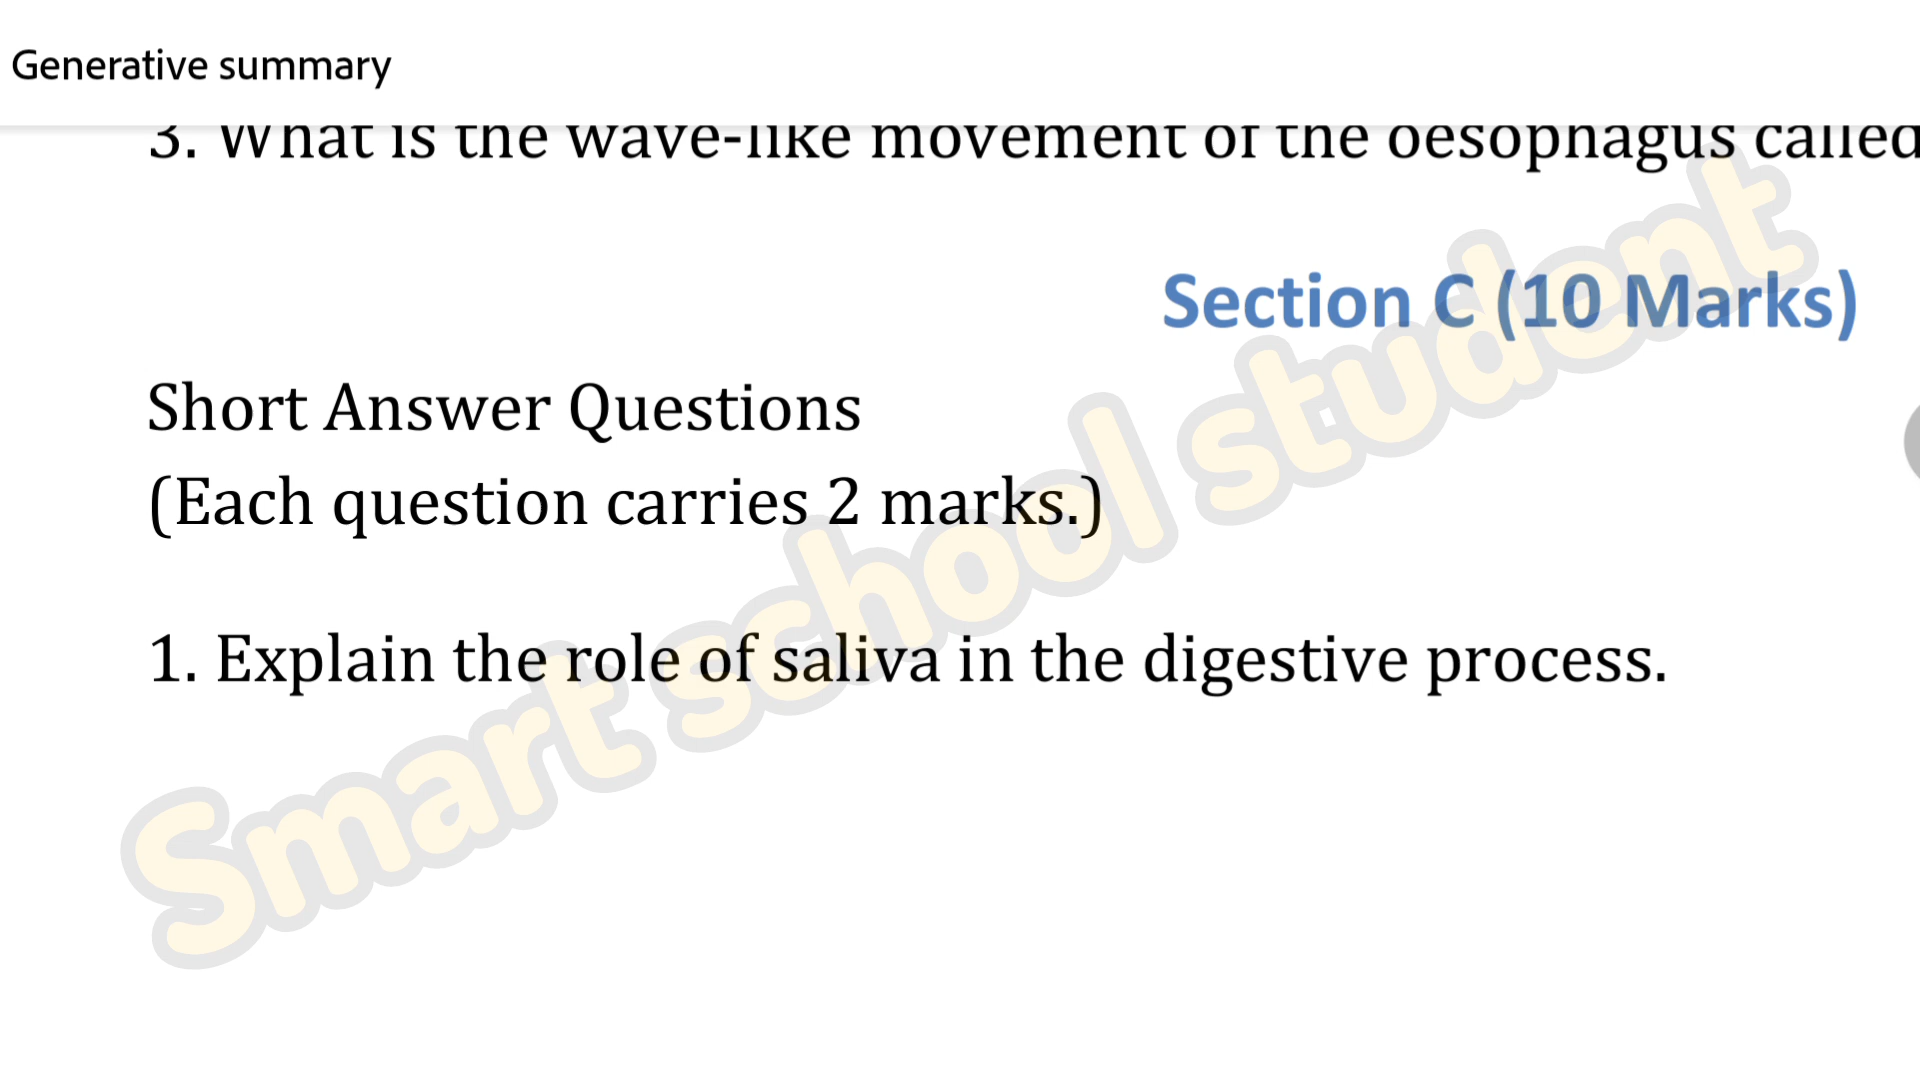 Generative summary
3. What is the wave-like movement of the oesophagus called
Section C (10 Marks)
Short Answer Questions
(Each question carries 2 marks.)
1. Explain the role of saliva in the digestive process.
Smart school student